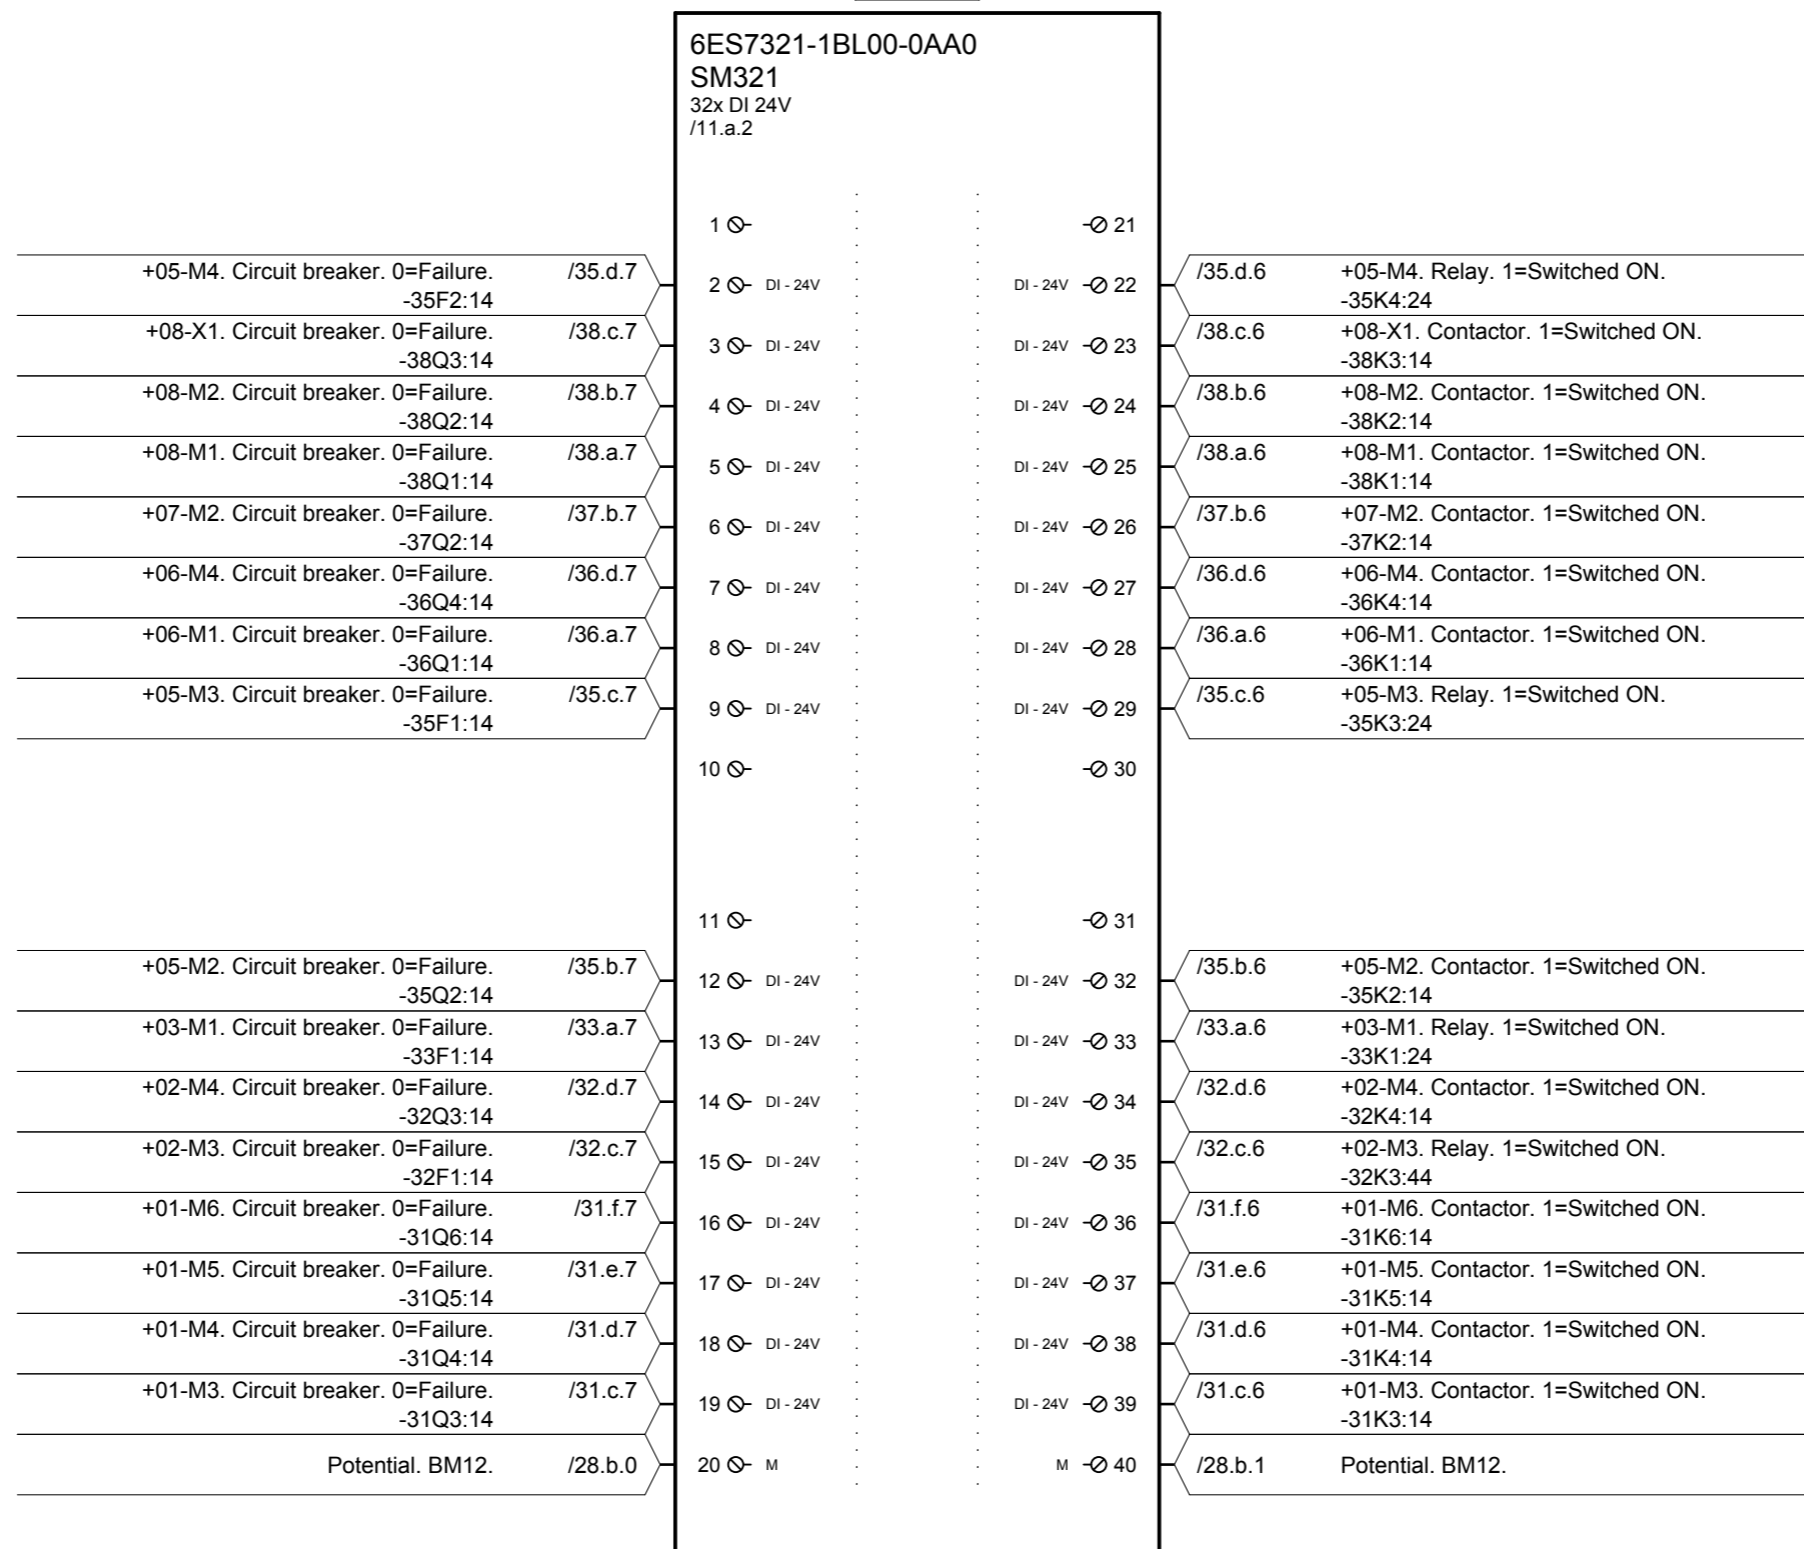 6ES7321-1BL00-0AA0
SM321
32x DI 24V
/11.a.2
1 21
+05-M4. Circuit breaker. 0=Failure. /35.d.7 2 DI - 24V DI - 24V 22 /35.d.6 +05-M4. Relay. 1=Switched ON.
-35F2:14 -35K4:24
+08-X1. Circuit breaker. 0=Failure. /38.c.7 3 DI - 24V DI - 24V 23 /38.c.6 +08-X1. Contactor. 1=Switched ON.
-38Q3:14 -38K3:14
+08-M2. Circuit breaker. 0=Failure. /38.b.7 4 DI - 24V DI - 24V 24 /38.b.6 +08-M2. Contactor. 1=Switched ON.
-38Q2:14 -38K2:14
+08-M1. Circuit breaker. 0=Failure. /38.a.7 5 DI - 24V DI - 24V 25 /38.a.6 +08-M1. Contactor. 1=Switched ON.
-38Q1:14 -38K1:14
+07-M2. Circuit breaker. 0=Failure. /37.b.7 6 DI - 24V DI - 24V 26 /37.b.6 +07-M2. Contactor. 1=Switched ON.
-37Q2:14 -37K2:14
+06-M4. Circuit breaker. 0=Failure. /36.d.7 7 DI - 24V DI - 24V 27 /36.d.6 +06-M4. Contactor. 1=Switched ON.
-36Q4:14 -36K4:14
+06-M1. Circuit breaker. 0=Failure. /36.a.7 8 DI - 24V DI - 24V 28 /36.a.6 +06-M1. Contactor. 1=Switched ON.
-36Q1:14 -36K1:14
+05-M3. Circuit breaker. 0=Failure. /35.c.7 9 DI - 24V DI - 24V 29 /35.c.6 +05-M3. Relay. 1=Switched ON.
-35F1:14 -35K3:24
10 30
11 31
+05-M2. Circuit breaker. 0=Failure. /35.b.7 12 DI - 24V DI - 24V 32 /35.b.6 +05-M2. Contactor. 1=Switched ON.
-35Q2:14 -35K2:14
+03-M1. Circuit breaker. 0=Failure. /33.a.7 13 DI - 24V DI - 24V 33 /33.a.6 +03-M1. Relay. 1=Switched ON.
-33F1:14 -33K1:24
+02-M4. Circuit breaker. 0=Failure. /32.d.7 14 DI - 24V DI - 24V 34 /32.d.6 +02-M4. Contactor. 1=Switched ON.
-32Q3:14 -32K4:14
+02-M3. Circuit breaker. 0=Failure. /32.c.7 15 DI - 24V DI - 24V 35 /32.c.6 +02-M3. Relay. 1=Switched ON.
-32F1:14 -32K3:44
+01-M6. Circuit breaker. 0=Failure. /31.f.7 16 DI - 24V DI - 24V 36 /31.f.6 +01-M6. Contactor. 1=Switched ON.
-31Q6:14 -31K6:14
+01-M5. Circuit breaker. 0=Failure. /31.e.7 17 DI - 24V DI - 24V 37 /31.e.6 +01-M5. Contactor. 1=Switched ON.
-31Q5:14 -31K5:14
+01-M4. Circuit breaker. 0=Failure. /31.d.7 18 DI - 24V DI - 24V 38 /31.d.6 +01-M4. Contactor. 1=Switched ON.
-31Q4:14 -31K4:14
+01-M3. Circuit breaker. 0=Failure. /31.c.7 19 DI - 24V DI - 24V 39 /31.c.6 +01-M3. Contactor. 1=Switched ON.
-31Q3:14 -31K3:14
Potential. BM12. /28.b.0 20 M M 40 /28.b.1 Potential. BM12.